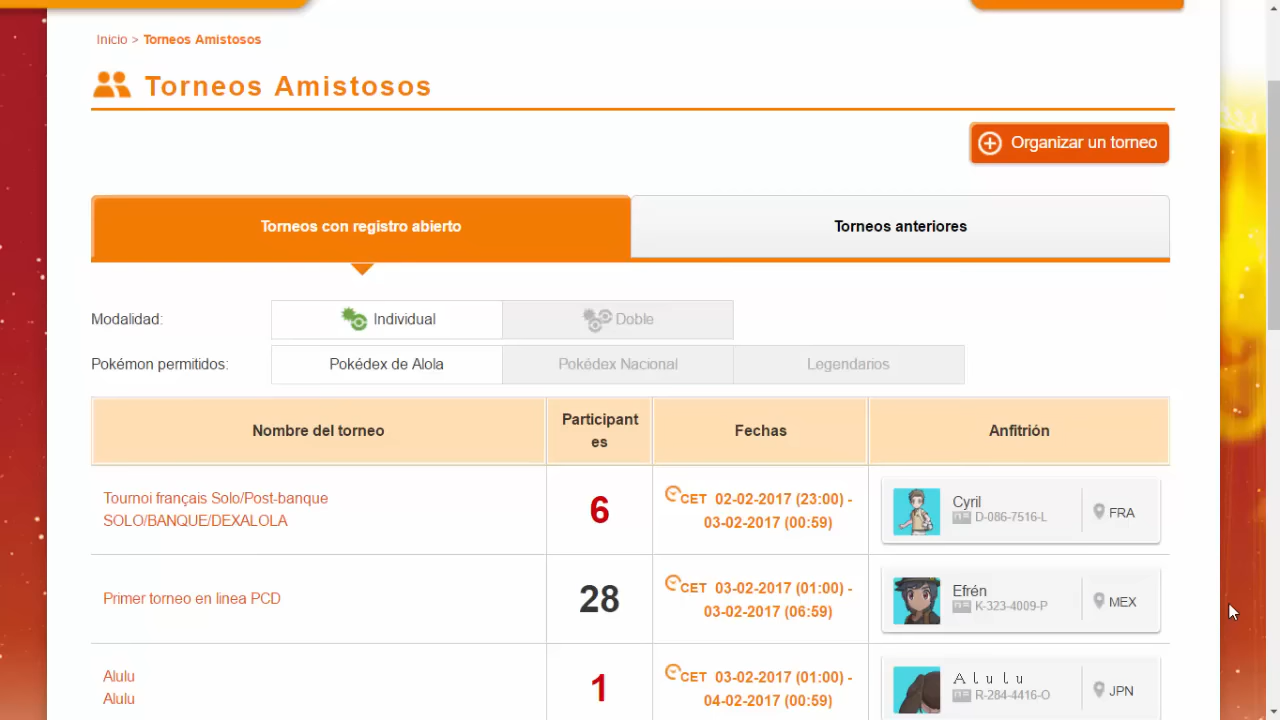 Inicio > Torneos Amistosos
Torneos Amistosos
Organizar un torneo
Torneos con registro abierto
Torneos anteriores
Modalidad:
Individual
Doble
Pokémon permitidos:
Pokédex de Alola
Pokédex Nacional
Legendarios
Nombre del torneo
Participant
es
Fechas
Anfitrión
Tournoi français Solo/Post-banque
SOLO/BANQUE/DEXALOLA
6
CET 02-02-2017 (23:00) -
03-02-2017 (00:59)
Cyril
D-086-7516-L
FRA
Primer torneo en linea PCD
28
CET 03-02-2017 (01:00) -
03-02-2017 (06:59)
Efrén
K-323-4009-P
MEX
Alulu
Alulu
1
CET 03-02-2017 (01:00) -
04-02-2017 (00:59)
Ａｌｕｌｕ
R-284-4416-O
JPN